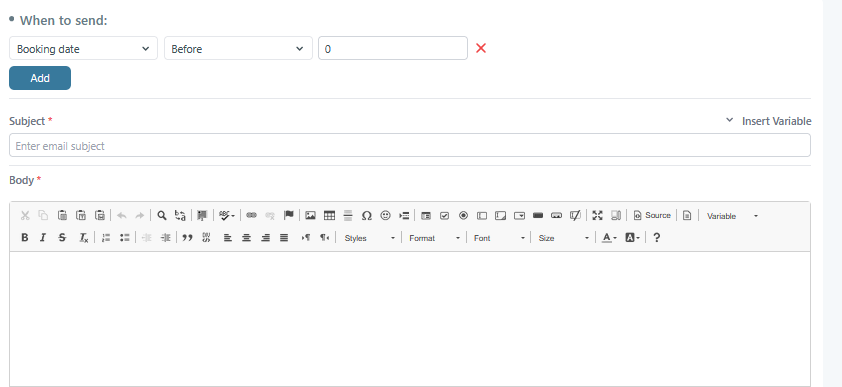 When to send:
Booking date Before 0
Add
Subject * Insert Variable
Enter email subject
Body *
Source Variable
B I S Tx Styles Format Font Size A A ?